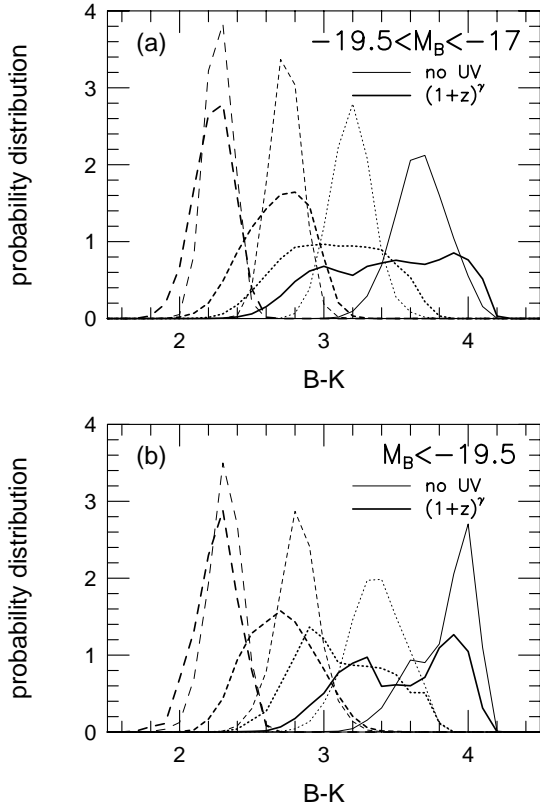 (a)
-19.5<M_B<-17
no UV
(1+z)^γ
probability distribution
4
3
2
1
0
2
3
4
B-K
(b)
M_B<-19.5
no UV
(1+z)^γ
probability distribution
4
3
2
1
0
2
3
4
B-K